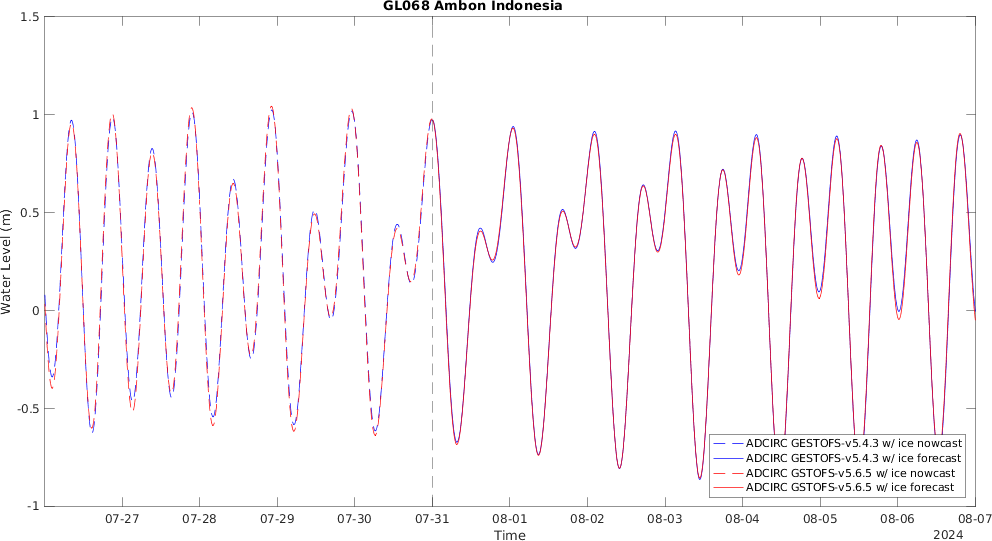 GL068 Ambon Indonesia
1.5
1
0.5
0
-0.5
-1
Water Level (m)
07-27 07-28 07-29 07-30 07-31 08-01 08-02 08-03 08-04 08-05 08-06 08-07
Time
2024
ADCIRC GESTOFS-v5.4.3 w/ ice nowcast
ADCIRC GESTOFS-v5.4.3 w/ ice forecast
ADCIRC GSTOFS-v5.6.5 w/ ice nowcast
ADCIRC GSTOFS-v5.6.5 w/ ice forecast